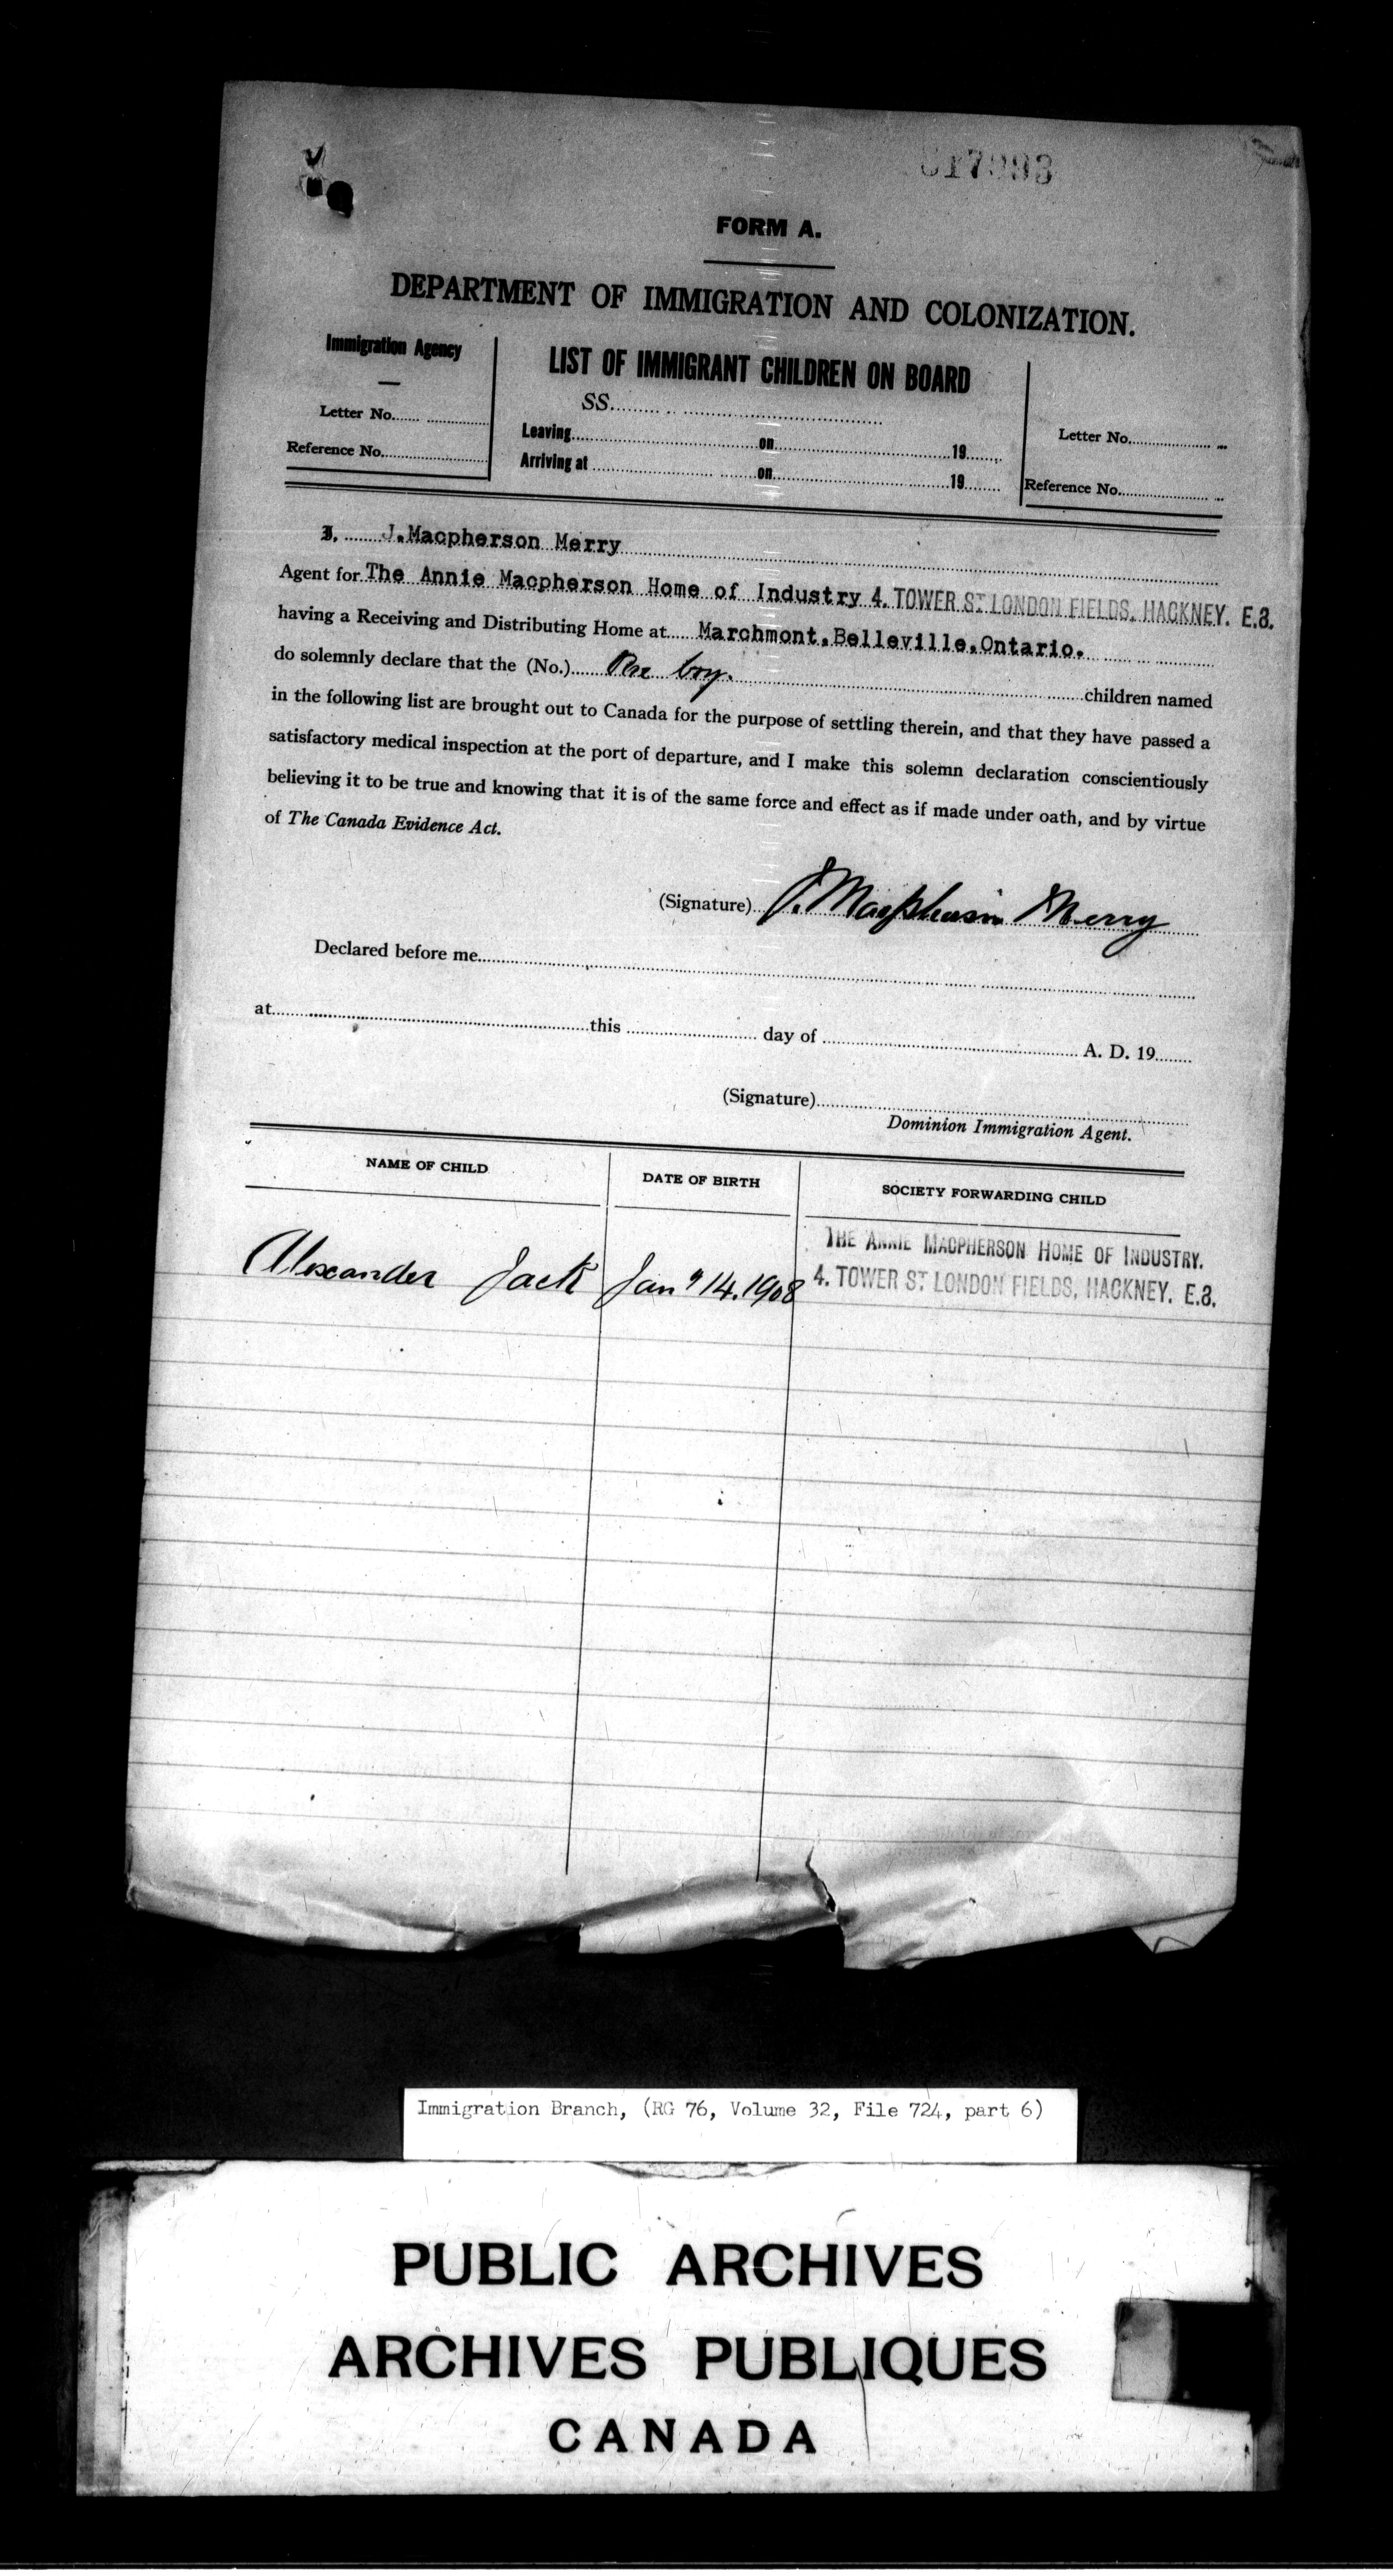 FORM A.
DEPARTMENT OF IMMIGRATION AND COLONIZATION.
Immigration Agency
Letter No.
Reference No.
LIST OF IMMIGRANT CHILDREN ON BOARD
SS.
Leaving on 19
Arriving at on 19
Letter No.
Reference No.
I, J.Macpherson Merry
Agent for The Annie Macpherson Home of Industry 4. TOWER ST LONDON FIELDS, HACKNEY. E.8.
having a Receiving and Distributing Home at Marchmont.Belleville.Ontario.
do solemnly declare that the (No.) One boy. children named
in the following list are brought out to Canada for the purpose of settling therein, and that they have passed a
satisfactory medical inspection at the port of departure, and I make this solemn declaration conscientiously
believing it to be true and knowing that it is of the same force and effect as if made under oath, and by virtue
of The Canada Evidence Act.
(Signature) J. Macpherson Merry
Declared before me
at this day of A. D. 19
(Signature)
Dominion Immigration Agent.
NAME OF CHILD DATE OF BIRTH SOCIETY FORWARDING CHILD
THE ANNIE MACPHERSON HOME OF INDUSTRY.
Alexander Jack Jany 14. 1908 4. TOWER ST LONDON FIELDS, HACKNEY. E.8.
Immigration Branch, (RG 76, Volume 32, File 724, part 6)
PUBLIC ARCHIVES
ARCHIVES PUBLIQUES
CANADA